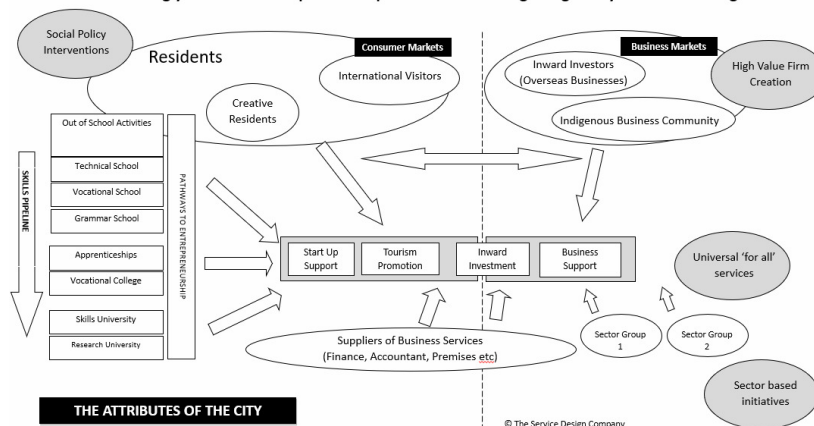 Social Policy
Interventions
Residents
Consumer Markets
International Visitors
Creative
Residents
Business Markets
Inward Investors
(Overseas Businesses)
Indigenous Business Community
High Value Firm
Creation
SKILLS PIPELINE
Out of School Activities
Technical School
Vocational School
Grammar School
Apprenticeships
Vocational College
Skills University
Research University
PATHWAYS TO ENTREPRENEURSHIP
Start Up
Support
Tourism
Promotion
Inward
Investment
Business
Support
Universal ‘for all’
services
Suppliers of Business Services
(Finance, Accountant, Premises etc)
Sector Group
1
Sector Group
2
Sector based
initiatives
THE ATTRIBUTES OF THE CITY
© The Service Design Company